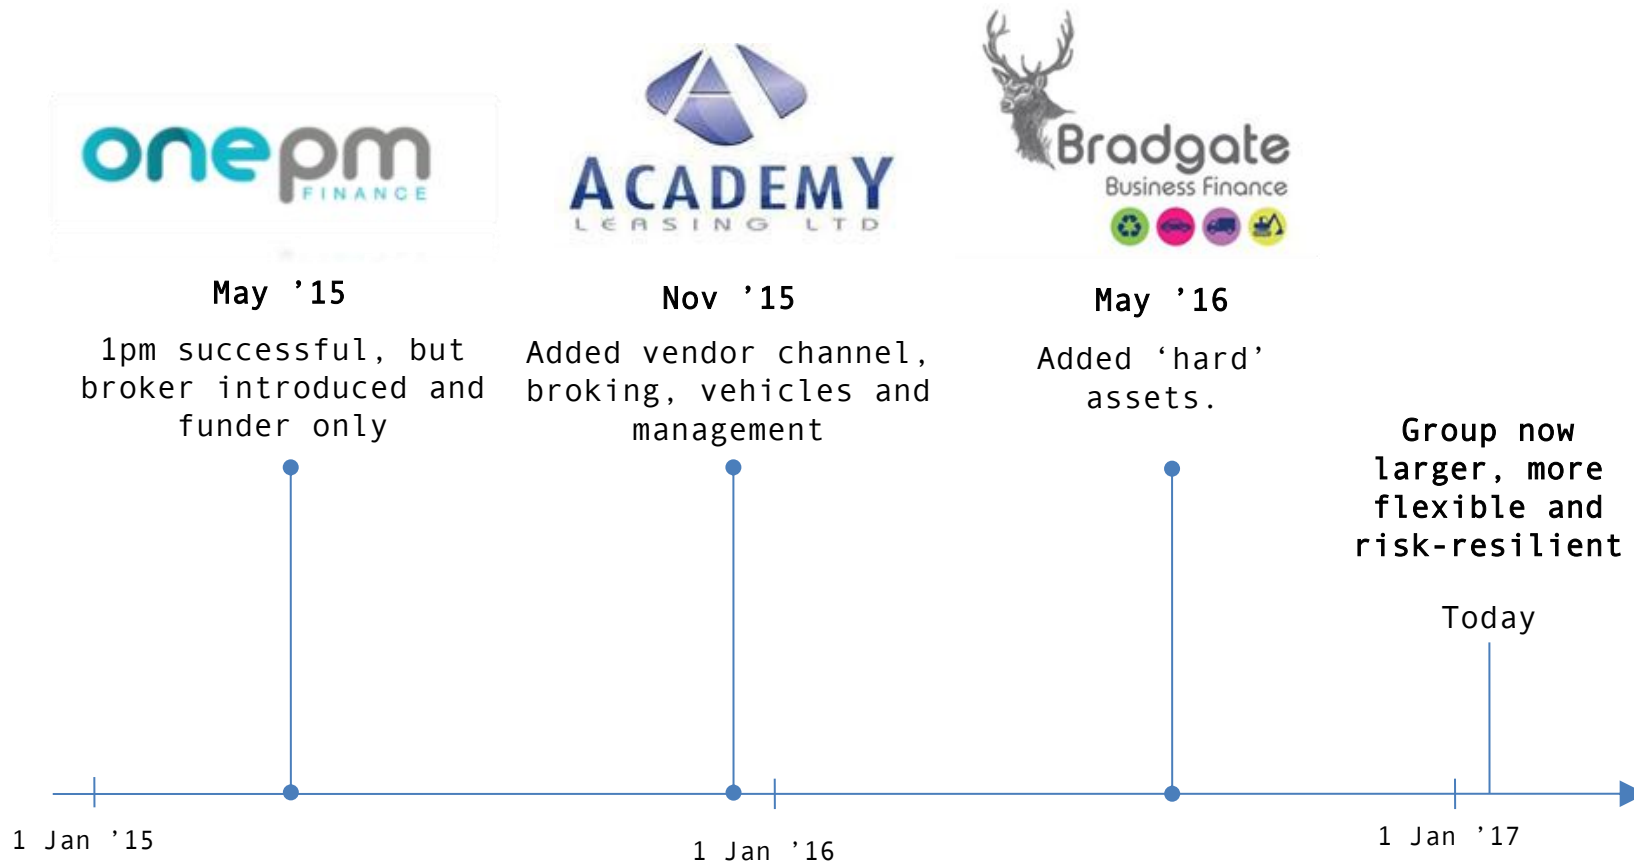 onepm
FINANCE
May ’15
1pm successful, but
broker introduced and
funder only
ACADEMY
LEASING LTD
Nov ’15
Added vendor channel,
broking, vehicles and
management
Bradgate
Business Finance
May ’16
Added ‘hard’
assets.
Group now
larger, more
flexible and
risk-resilient
Today
1 Jan ’15
1 Jan ’16
1 Jan ’17